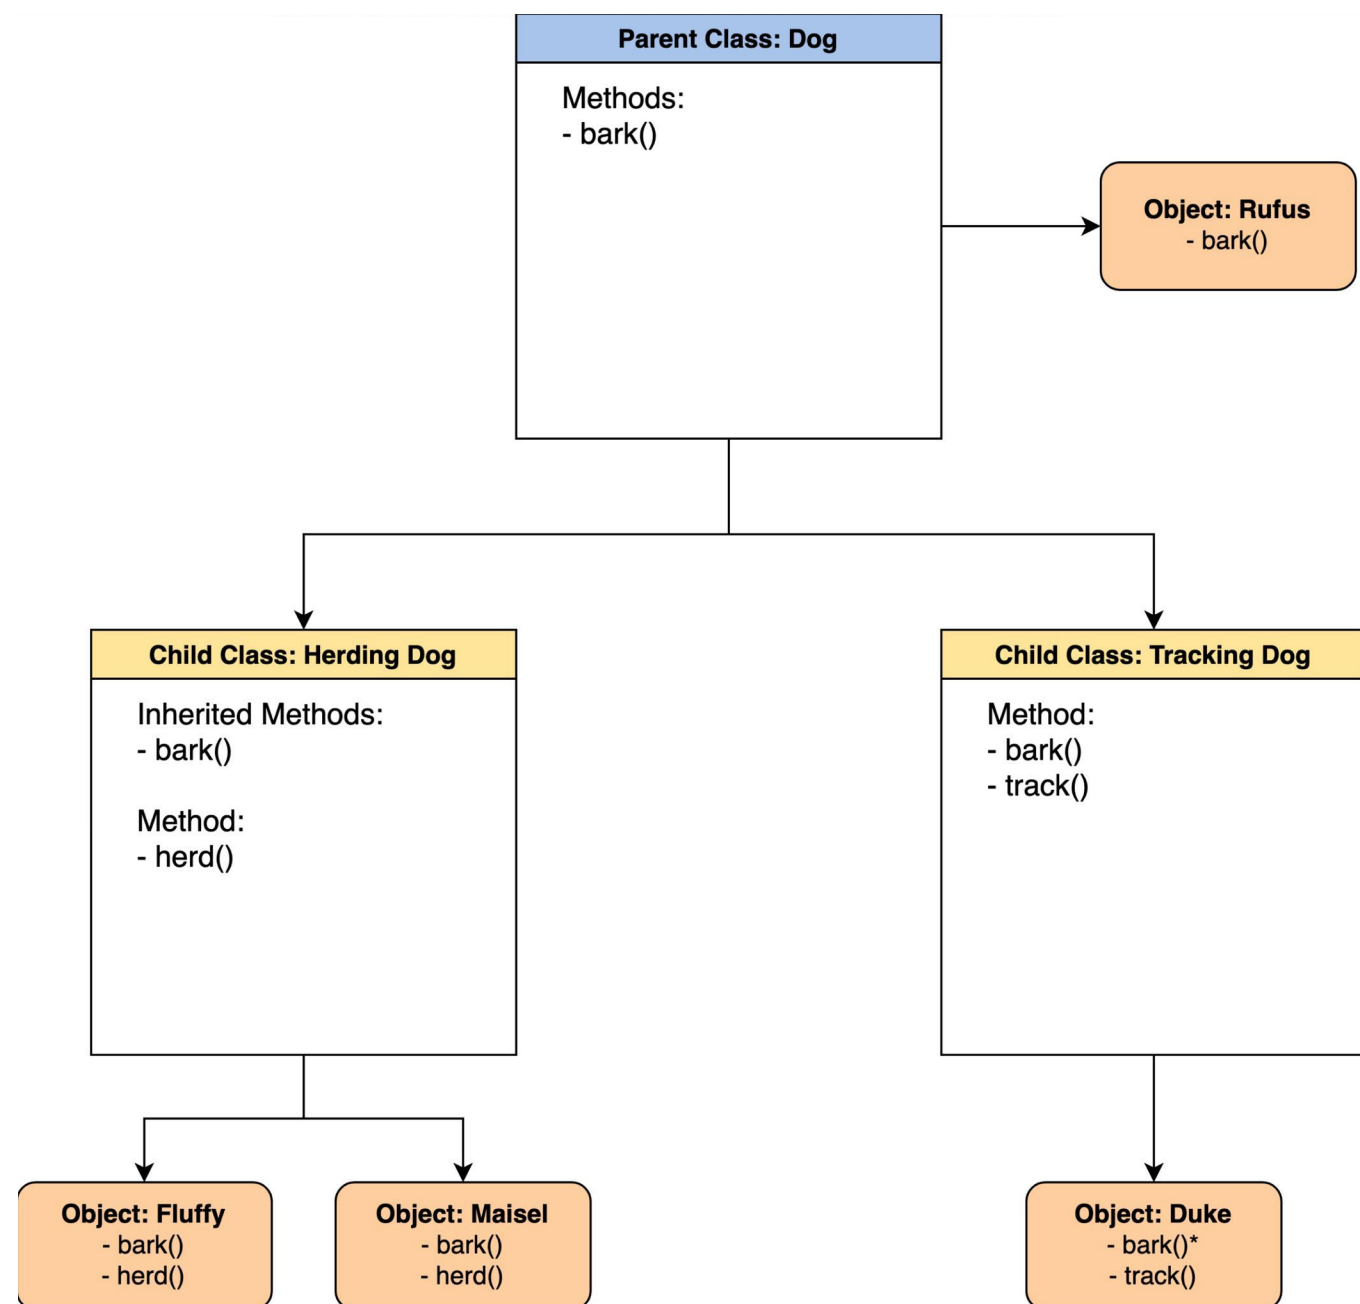 Parent Class: Dog
Methods:
- bark()
Object: Rufus
- bark()
Child Class: Herding Dog
Inherited Methods:
- bark()
Method:
- herd()
Child Class: Tracking Dog
Method:
- bark()
- track()
Object: Fluffy
- bark()
- herd()
Object: Maisel
- bark()
- herd()
Object: Duke
- bark()*
- track()